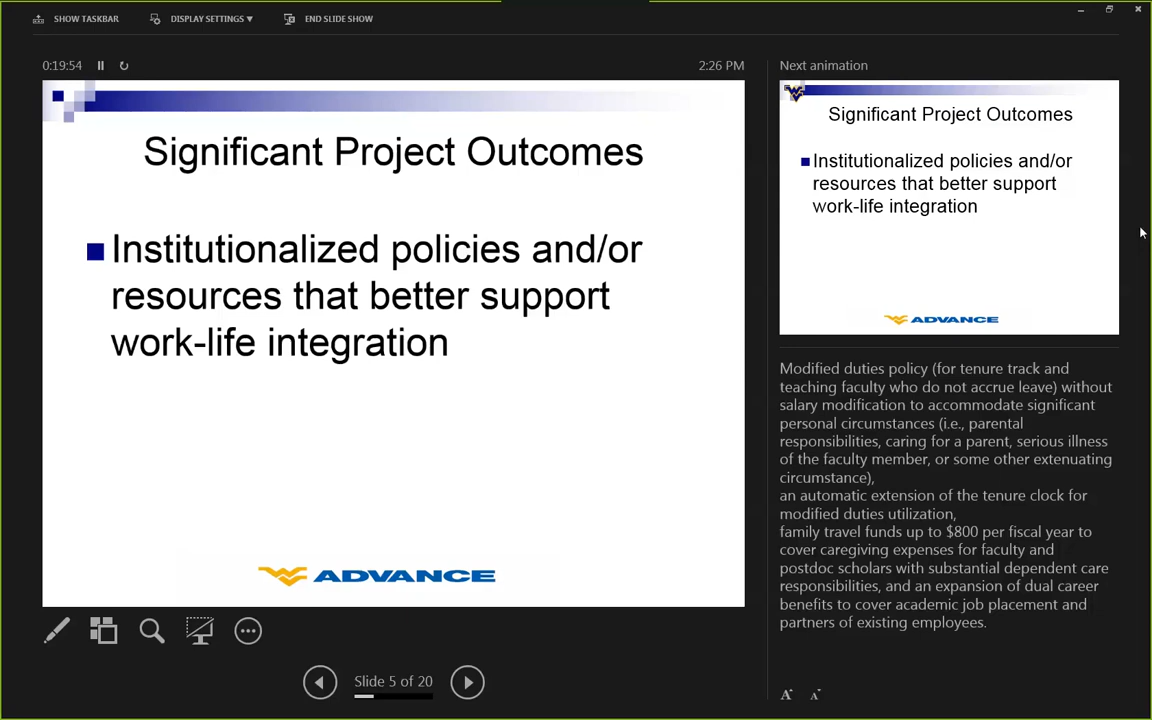 SHOW TASKBAR
DISPLAY SETTINGS ▼
END SLIDE SHOW
0:19:54
2:26 PM
Significant Project Outcomes
Institutionalized policies and/or
resources that better support
work-life integration
ADVANCE
Slide 5 of 20
Next animation
Significant Project Outcomes
Institutionalized policies and/or
resources that better support
work-life integration
ADVANCE
Modified duties policy (for tenure track and
teaching faculty who do not accrue leave) without
salary modification to accommodate significant
personal circumstances (i.e., parental
responsibilities, caring for a parent, serious illness
of the faculty member, or some other extenuating
circumstance),
an automatic extension of the tenure clock for
modified duties utilization,
family travel funds up to $800 per fiscal year to
cover caregiving expenses for faculty and
postdoc scholars with substantial dependent care
responsibilities, and an expansion of dual career
benefits to cover academic job placement and
partners of existing employees.
A A